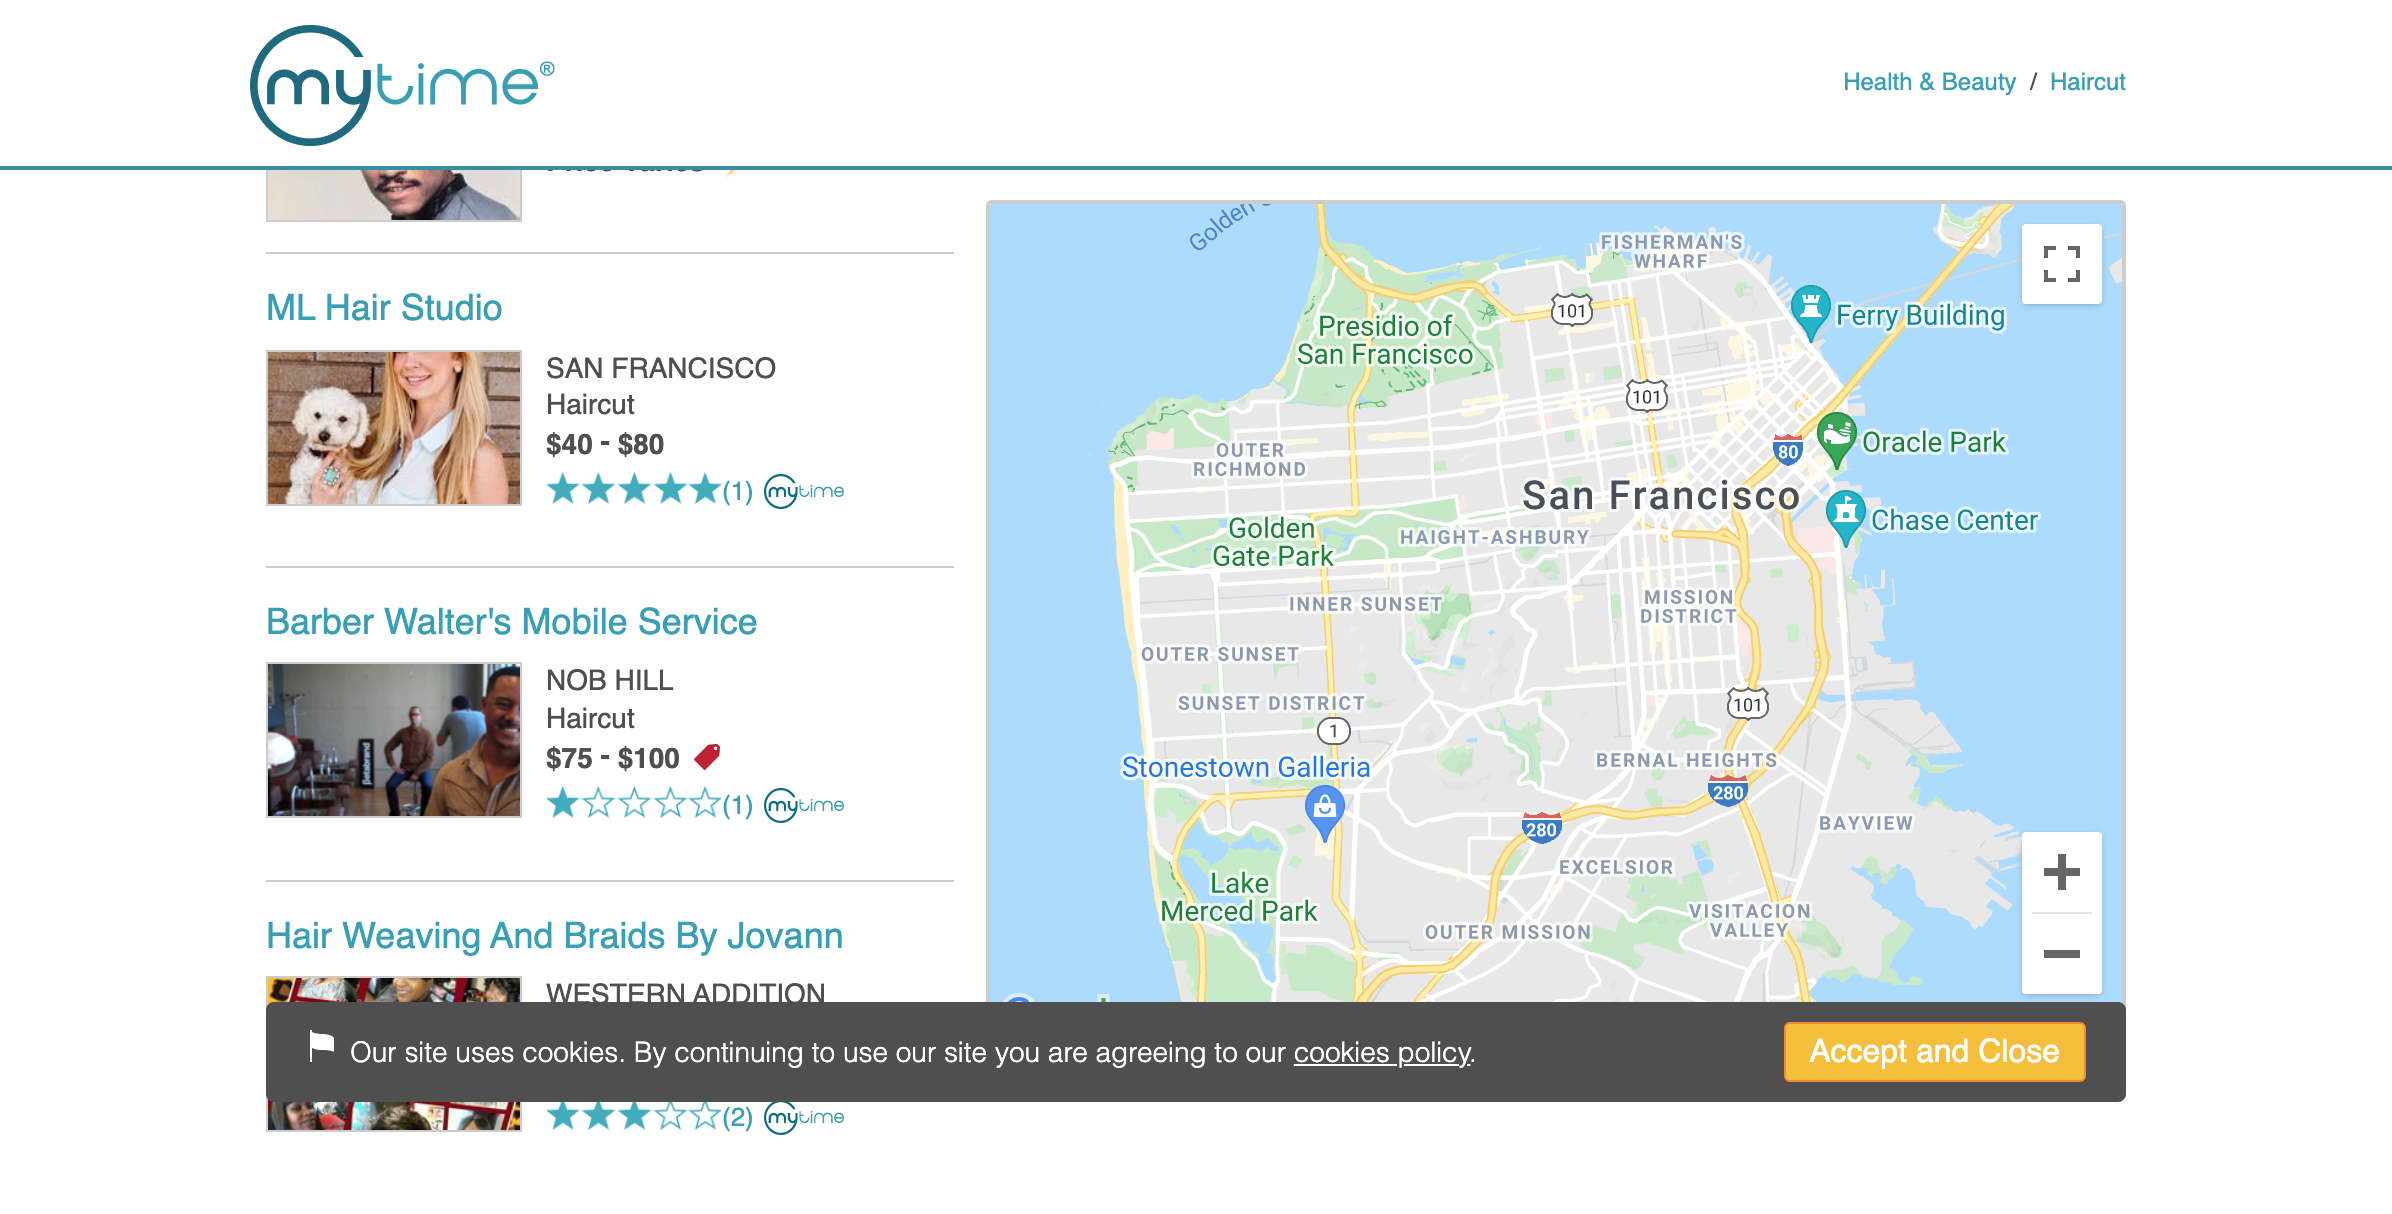 mytime®
Health & Beauty / Haircut
ML Hair Studio
SAN FRANCISCO
Haircut
$40 - $80
(1) mytime
Barber Walter's Mobile Service
NOB HILL
Haircut
$75 - $100
(1) mytime
Hair Weaving And Braids By Jovann
WESTERN ADDITION
(2) mytime
Golden
FISHERMAN'S
WHARF
101
Ferry Building
Presidio of
San Francisco
101
OUTER
RICHMOND
80
Oracle Park
San Francisco
Chase Center
Golden
Gate Park
HAIGHT-ASHBURY
INNER SUNSET
MISSION
DISTRICT
OUTER SUNSET
SUNSET DISTRICT
101
1
Stonestown Galleria
BERNAL HEIGHTS
280
280
BAYVIEW
EXCELSIOR
Lake
Merced Park
VISITACION
VALLEY
OUTER MISSION
Our site uses cookies. By continuing to use our site you are agreeing to our cookies policy.
Accept and Close